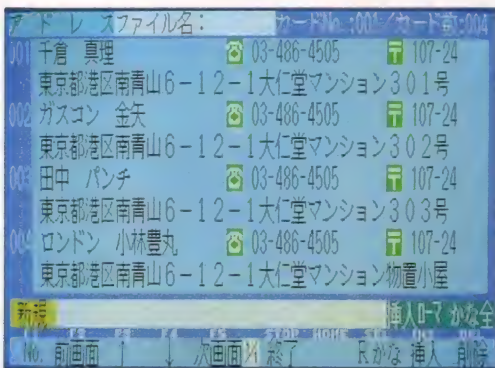 アドレスファイル名： カードNo.:001／カード数:004
001 千倉 真理 ☎ 03-486-4505 〒 107-24
東京都港区南青山6－12－1大仁堂マンション301号
002 ガスコン 金矢 ☎ 03-486-4505 〒 107-24
東京都港区南青山6－12－1大仁堂マンション302号
003 田中 パンチ ☎ 03-486-4505 〒 107-24
東京都港区南青山6－12－1大仁堂マンション303号
004 ロンドン 小林豊丸 ☎ 03-486-4505 〒 107-24
東京都港区南青山6－12－1大仁堂マンション物置小屋
新規 挿入ローマ かな全
F2 F3 F4 F5 STOP HOME
No. 前画面 ↑ ↓ 次画面 1/4 終了 Rかな 挿入 削除